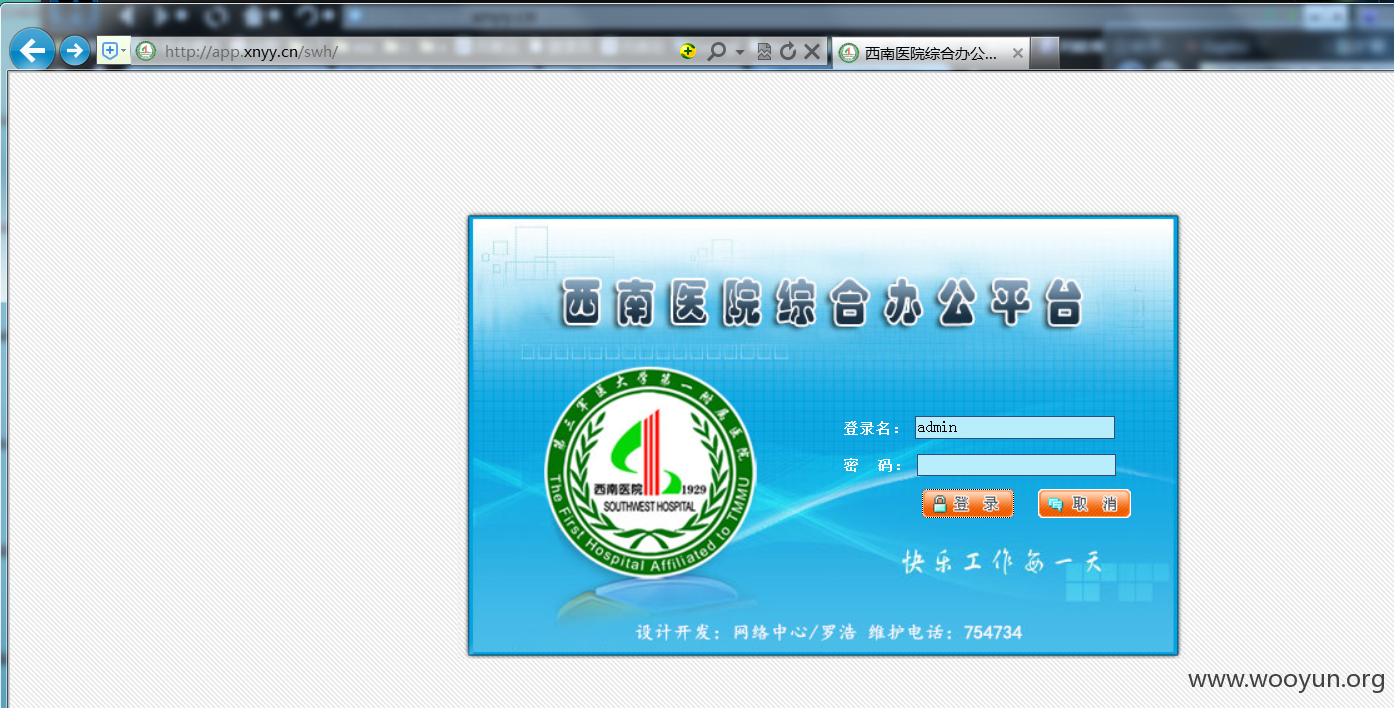 http://app.xnyy.cn/swh/
西南医院综合办公...
西南医院综合办公平台
第三军医大学第一附属医院
西南医院 1929
SOUTHWEST HOSPITAL
The First Hospital Affiliated to TMMU
登录名：admin
密 码：
登 录 取 消
快乐工作每一天
设计开发：网络中心/罗浩 维护电话：754734
www.wooyun.org